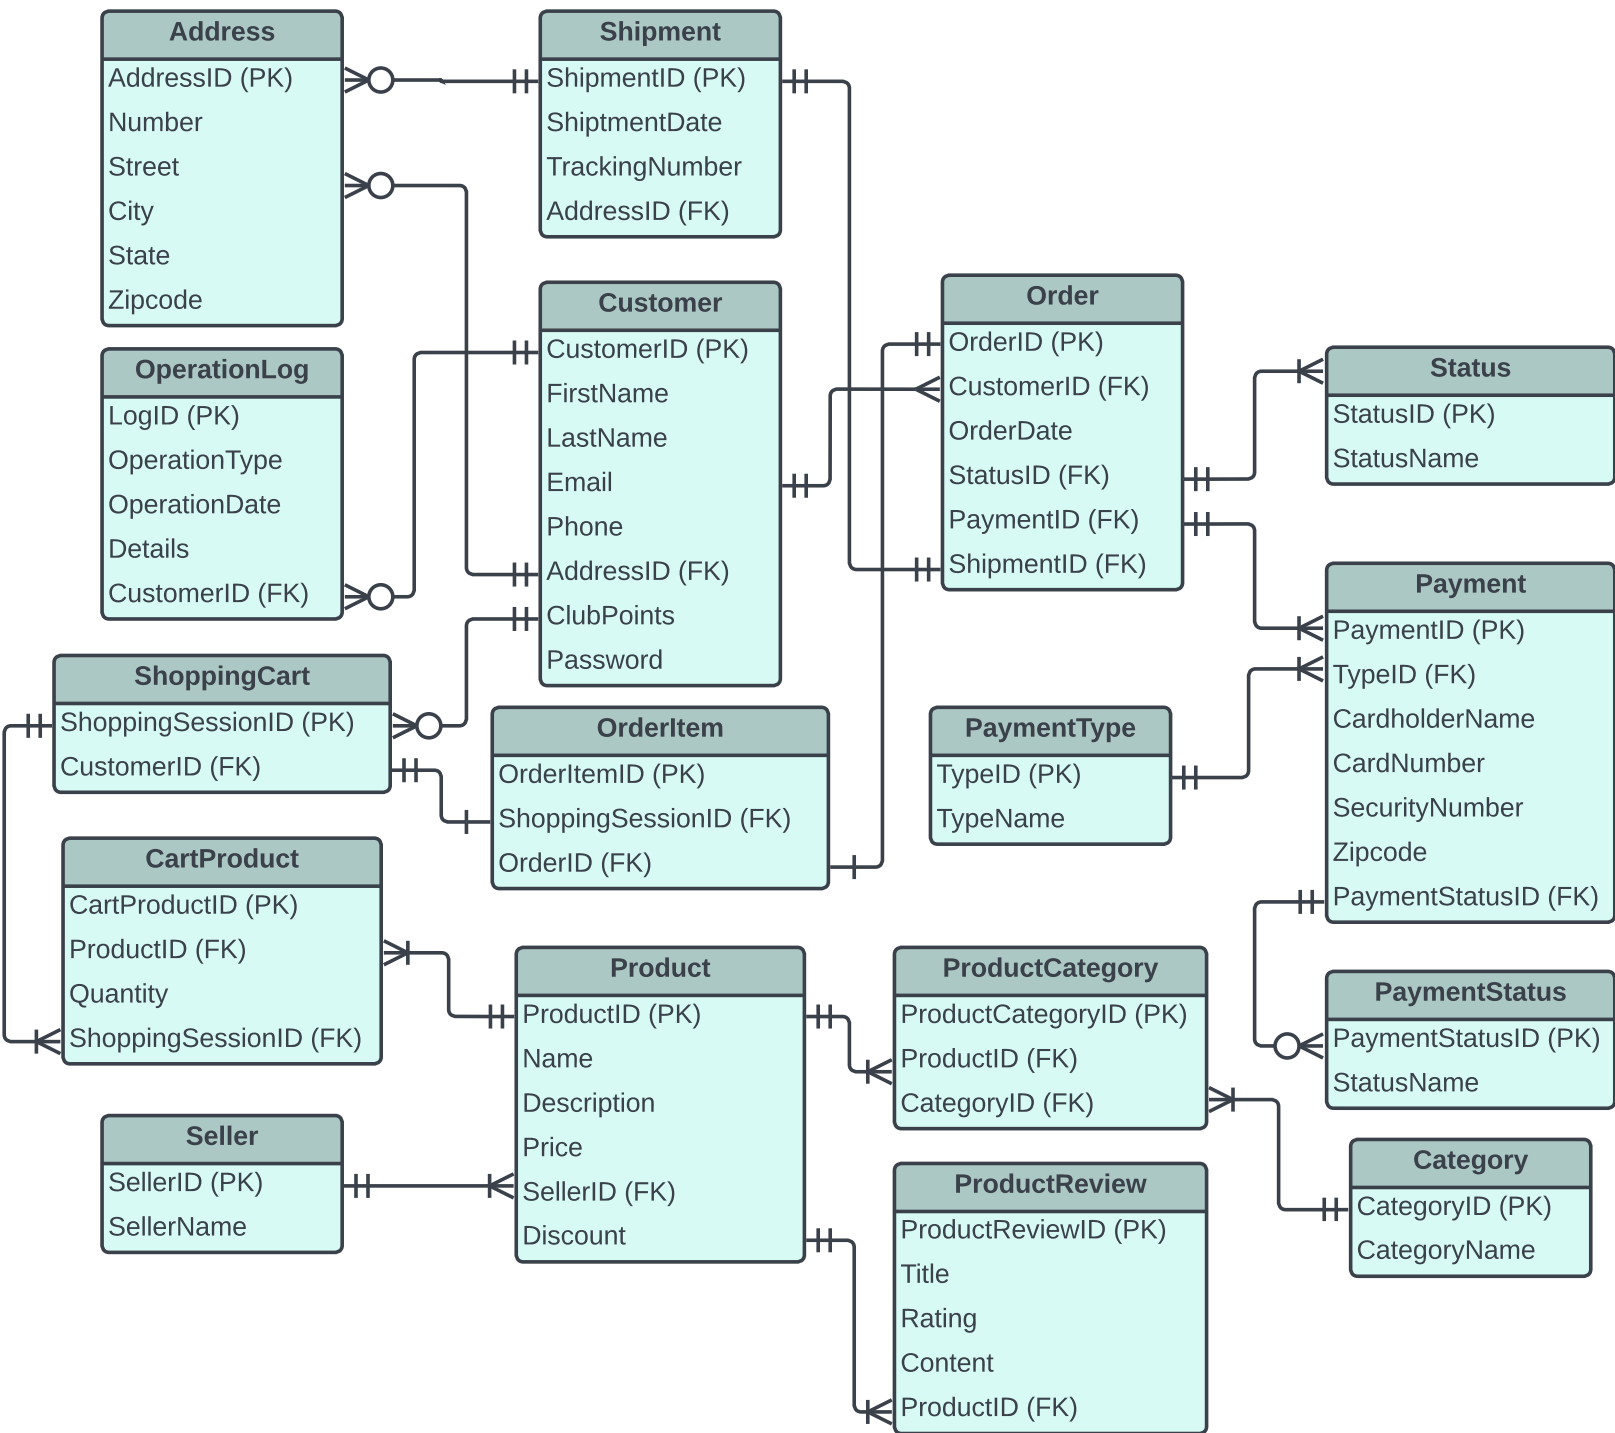 Address
AddressID (PK)
Number
Street
City
State
Zipcode
Shipment
ShipmentID (PK)
ShiptmentDate
TrackingNumber
AddressID (FK)
Customer
CustomerID (PK)
FirstName
LastName
Email
Phone
AddressID (FK)
ClubPoints
Password
Order
OrderID (PK)
CustomerID (FK)
OrderDate
StatusID (FK)
PaymentID (FK)
ShipmentID (FK)
Status
StatusID (PK)
StatusName
OperationLog
LogID (PK)
OperationType
OperationDate
Details
CustomerID (FK)
Payment
PaymentID (PK)
TypeID (FK)
CardholderName
CardNumber
SecurityNumber
Zipcode
PaymentStatusID (FK)
ShoppingCart
ShoppingSessionID (PK)
CustomerID (FK)
OrderItem
OrderItemID (PK)
ShoppingSessionID (FK)
OrderID (FK)
PaymentType
TypeID (PK)
TypeName
CartProduct
CartProductID (PK)
ProductID (FK)
Quantity
ShoppingSessionID (FK)
Product
ProductID (PK)
Name
Description
Price
SellerID (FK)
Discount
ProductCategory
ProductCategoryID (PK)
ProductID (FK)
CategoryID (FK)
PaymentStatus
PaymentStatusID (PK)
StatusName
Seller
SellerID (PK)
SellerName
ProductReview
ProductReviewID (PK)
Title
Rating
Content
ProductID (FK)
Category
CategoryID (PK)
CategoryName